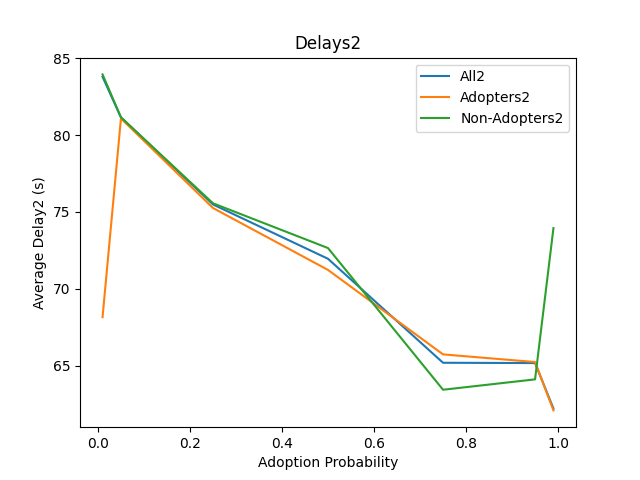 Delays2
All2
Adopters2
Non-Adopters2
Average Delay2 (s)
85
80
75
70
65
0.0 0.2 0.4 0.6 0.8 1.0
Adoption Probability